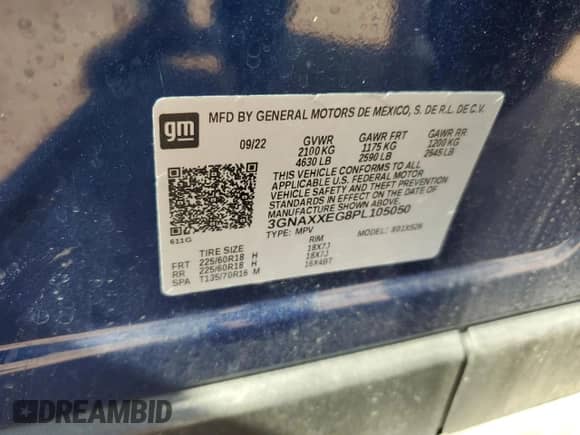 gm
MFD BY GENERAL MOTORS DE MEXICO, S. DE R.L. DE C.V.
09/22 GVWR GAWR FRT GAWR RR
2100 KG 1175 KG 1200 KG
4630 LB 2590 LB 2645 LB
THIS VEHICLE CONFORMS TO ALL
APPLICABLE U.S. FEDERAL MOTOR
VEHICLE SAFETY AND THEFT PREVENTION
STANDARDS IN EFFECT ON THE DATE OF
MANUFACTURE SHOWN ABOVE.
3GNAXXEG8PL105050
611G TYPE: MPV MODEL:
TIRE SIZE RIM
FRT 225/60R18 H 18X7J
RR 225/60R18 H 18X7J
SPA T135/70R16 M 16X4BT
DREAMBID